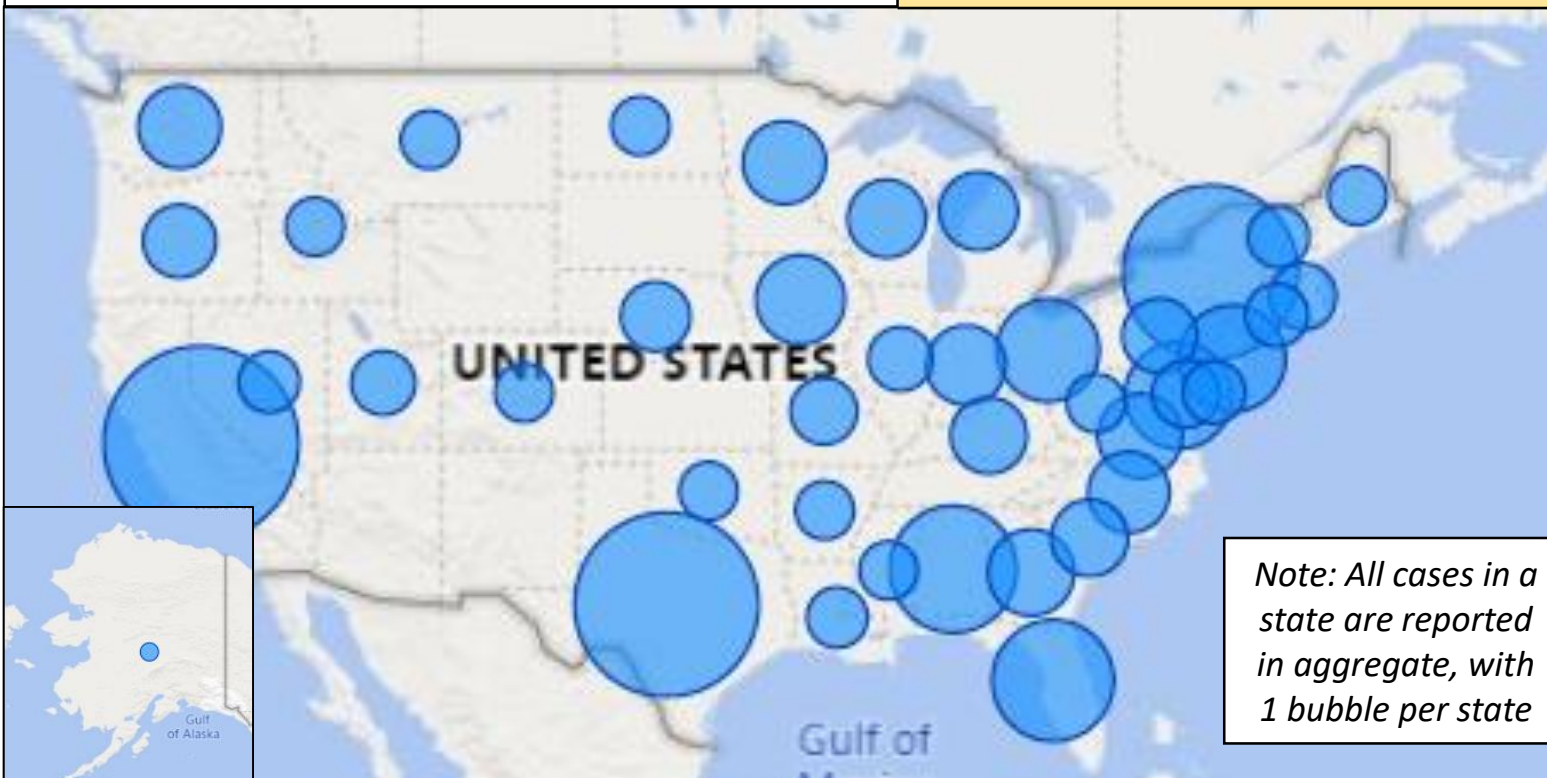 UNITED STATES
Note: All cases in a
state are reported
in aggregate, with
1 bubble per state
Gulf
of Alaska
Gulf of